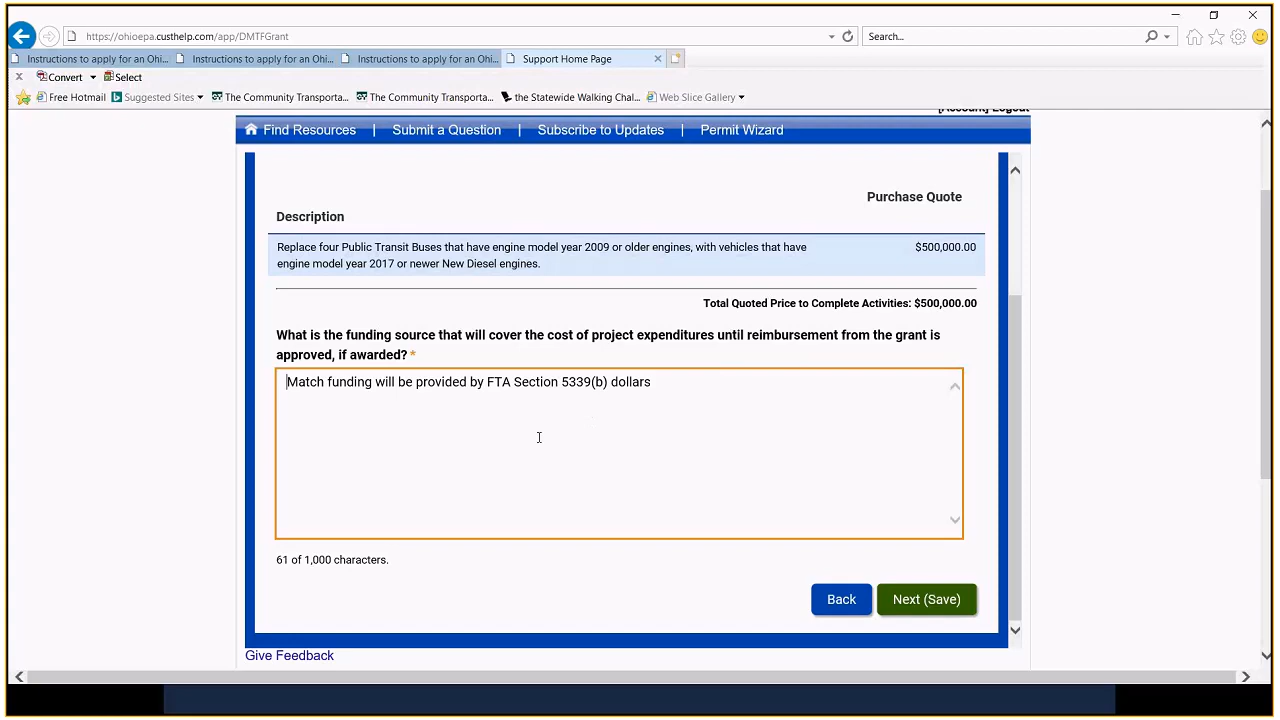 https://ohioepa.custhelp.com/app/DMTFGrant
Search...
Instructions to apply for an Ohi...
Instructions to apply for an Ohi...
Instructions to apply for an Ohi...
Support Home Page
Convert
Select
Free Hotmail
Suggested Sites
The Community Transporta...
The Community Transporta...
the Statewide Walking Chal...
Web Slice Gallery
[Account] Logout
Find Resources | Submit a Question | Subscribe to Updates | Permit Wizard
Purchase Quote
Description
Replace four Public Transit Buses that have engine model year 2009 or older engines, with vehicles that have $500,000.00
engine model year 2017 or newer New Diesel engines.
Total Quoted Price to Complete Activities: $500,000.00
What is the funding source that will cover the cost of project expenditures until reimbursement from the grant is
approved, if awarded? *
Match funding will be provided by FTA Section 5339(b) dollars
61 of 1,000 characters.
Back
Next (Save)
Give Feedback